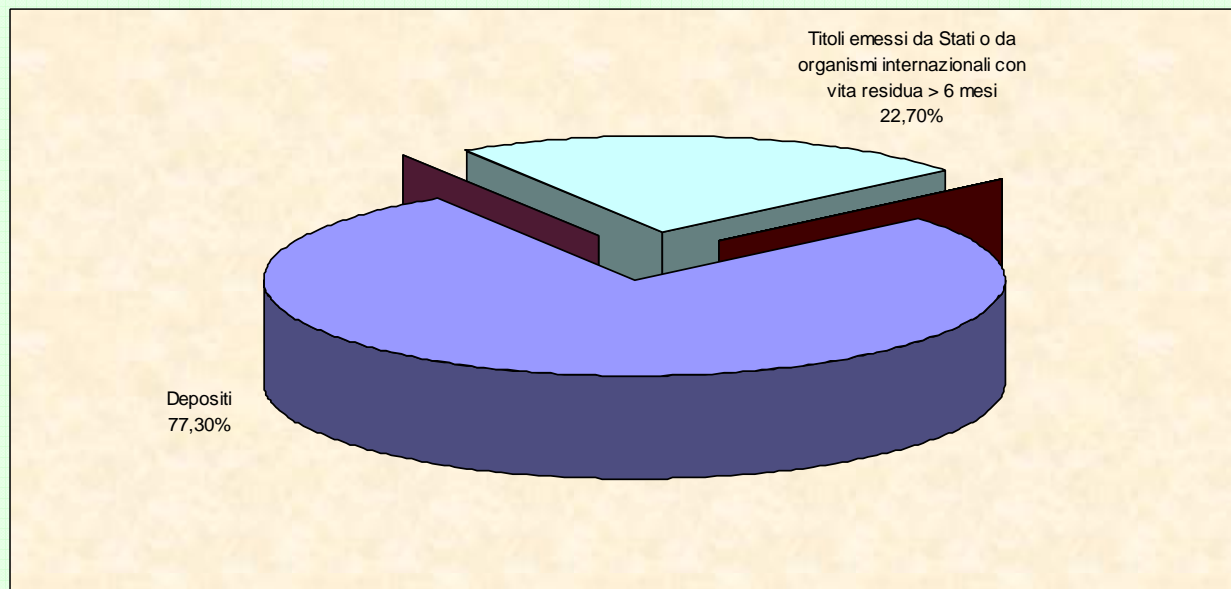 Titoli emessi da Stati o da
organismi internazionali con
vita residua > 6 mesi
22,70%
Depositi
77,30%